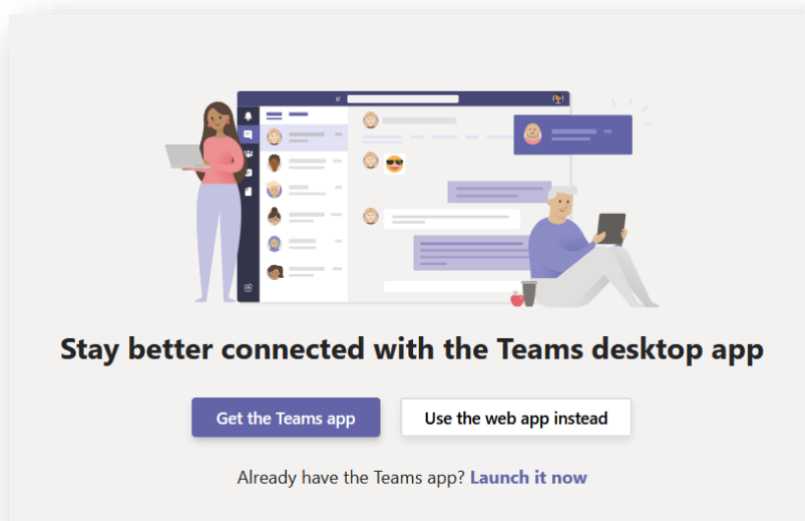 Stay better connected with the Teams desktop app
Get the Teams app
Use the web app instead
Already have the Teams app? Launch it now